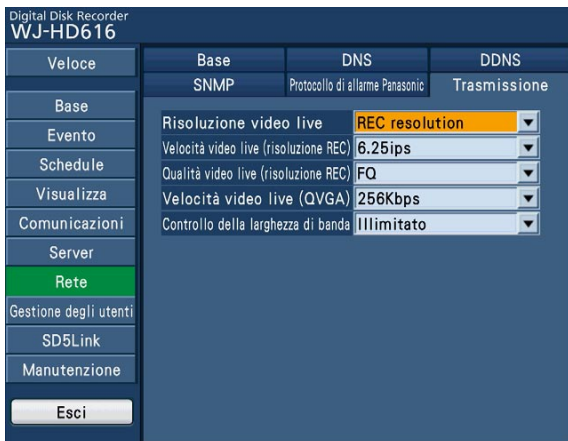 Digital Disk Recorder
WJ-HD616
Veloce
Base
Evento
Schedule
Visualizza
Comunicazioni
Server
Rete
Gestione degli utenti
SD5Link
Manutenzione
Esci
Base DNS DDNS
SNMP Protocollo di allarme Panasonic Trasmissione
Risoluzione video live REC resolution
Velocità video live (risoluzione REC) 6.25ips
Qualità video live (risoluzione REC) FQ
Velocità video live (QVGA) 256Kbps
Controllo della larghezza di banda Illimitato